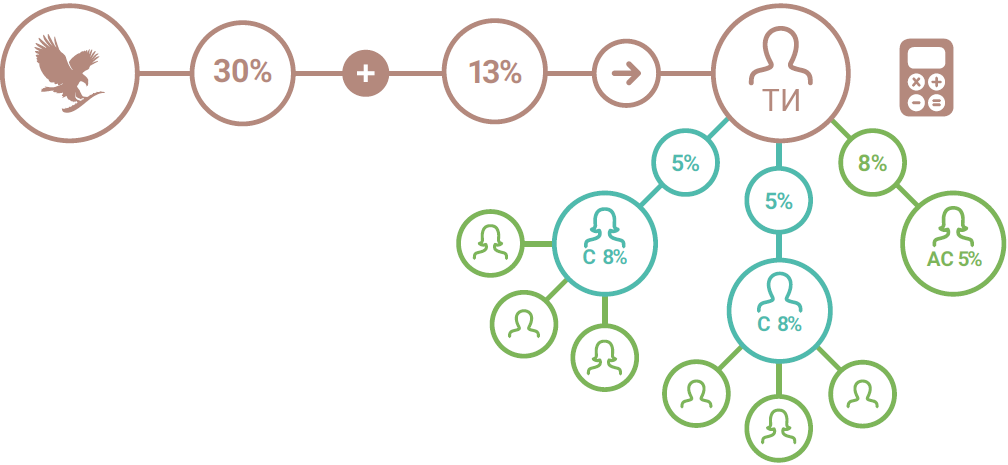 30%
+
13%
ТИ
5%
5%
8%
С 8%
С 8%
АС 5%
x +
- =